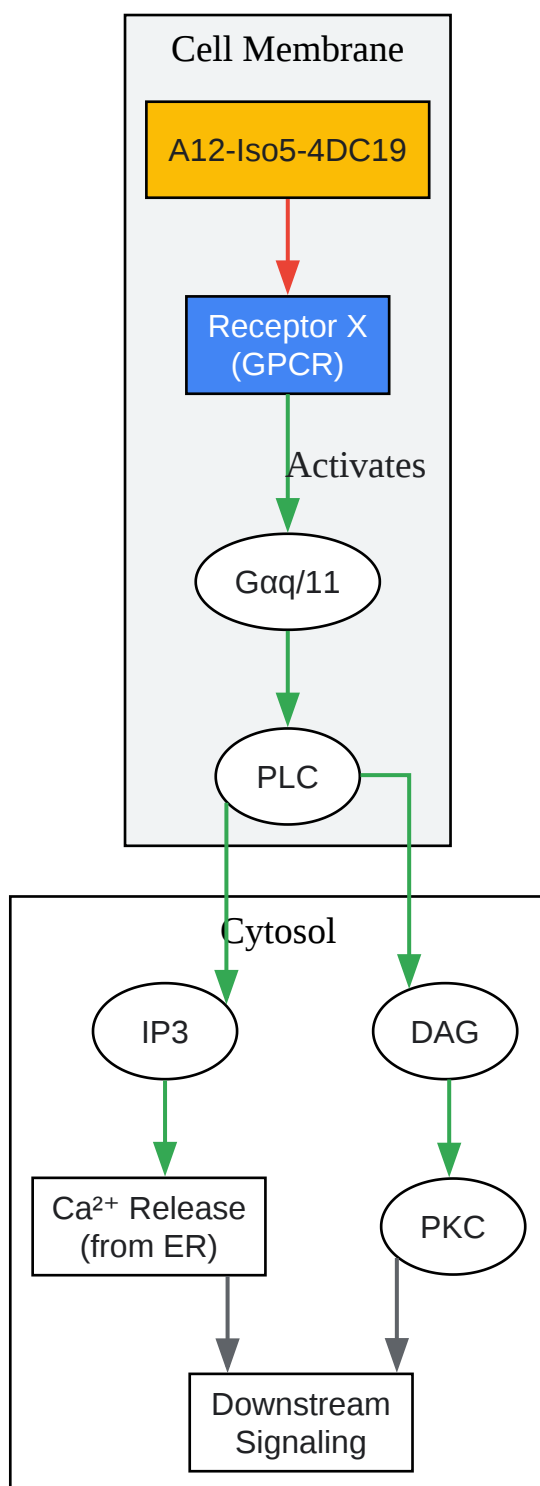 Cell Membrane
A12-Iso5-4DC19
Receptor X
(GPCR)
Activates
Gαq/11
PLC
Cytosol
IP3
DAG
Ca²⁺ Release
(from ER)
PKC
Downstream
Signaling